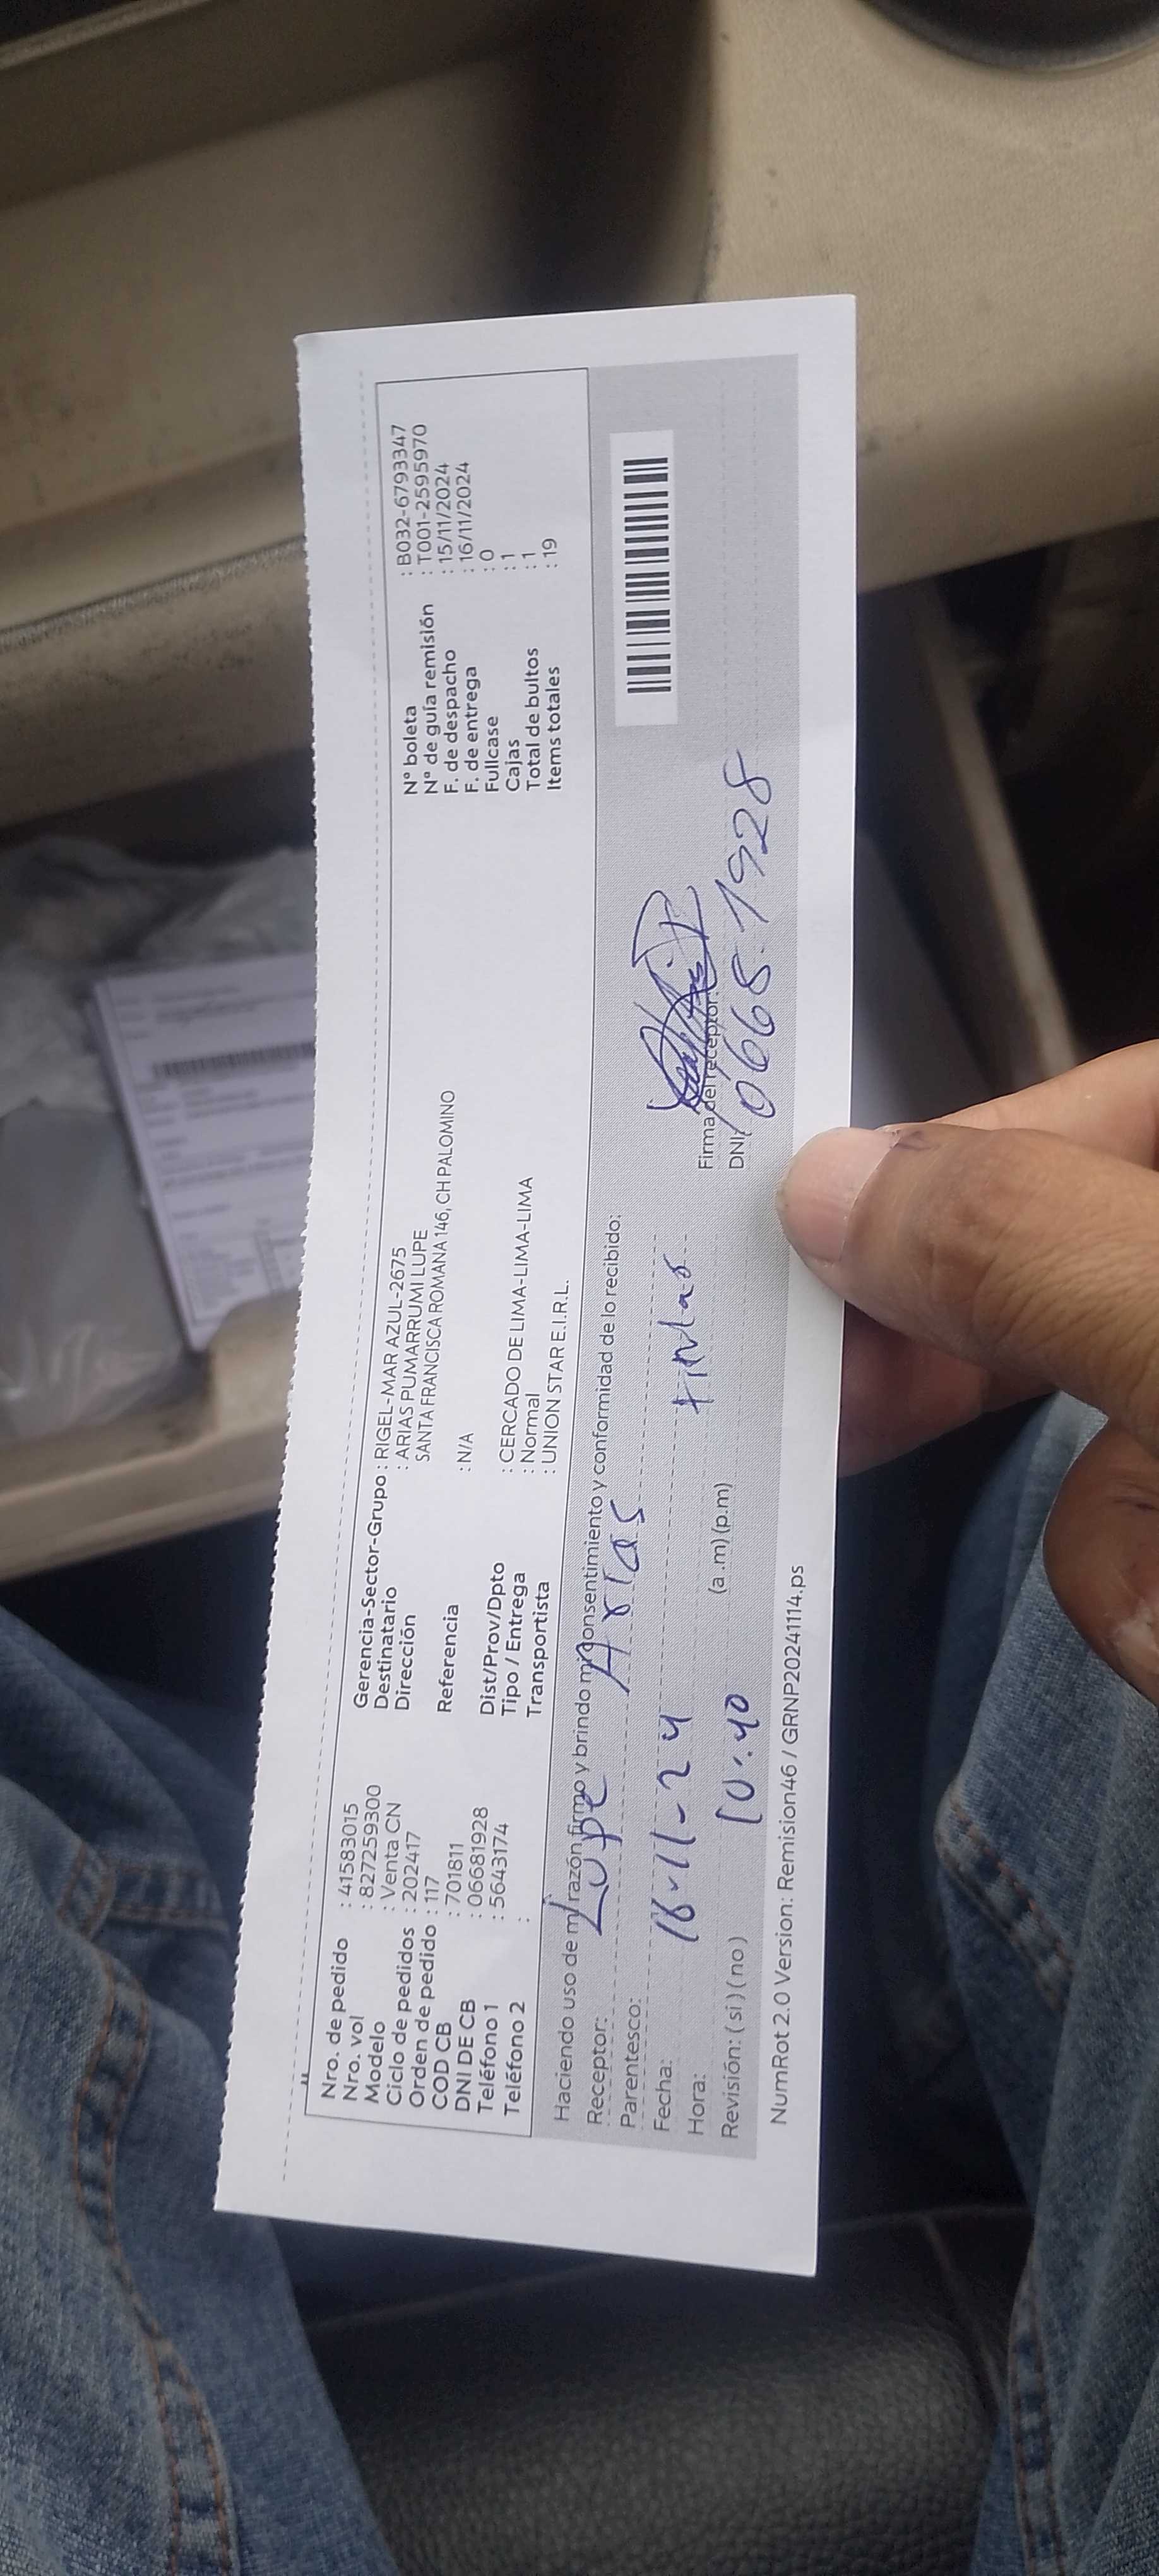 Nro. de pedido : 41583015
Nro. vol : 827259300
Modelo : Venta CN
Ciclo de pedidos : 202417
Orden de pedido : 117
COD CB : 701811
DNI DE CB : 06681928
Teléfono 1 : 5643174
Teléfono 2 :
Gerencia-Sector-Grupo : RIGEL-MAR AZUL-2675
Destinatario : ARIAS PUMARRUMI LUPE
Dirección SANTA FRANCISCA ROMANA 146, CH PALOMINO
Referencia : N/A
Dist/Prov/Dpto : CERCADO DE LIMA-LIMA-LIMA
Tipo / Entrega : Normal
Transportista : UNION STAR E.I.R.L.
N° boleta : B032-6793347
N° de guía remisión : T001-2595970
F. de despacho : 15/11/2024
F. de entrega : 16/11/2024
Fullcase : 0
Cajas : 1
Total de bultos : 1
Items totales : 19
Haciendo uso de mi razón firmo y brindo mi consentimiento y conformidad de lo recibido:
Receptor: Lupe Arias
Parentesco: titular
Fecha: 16-11-24
Hora: 10:40 (a.m) (p.m)
Revisión: ( si ) ( no )
Firma del receptor:
DNI: 06681928
NumRot 2.0 Version: Remision46 / GRNP20241114.ps